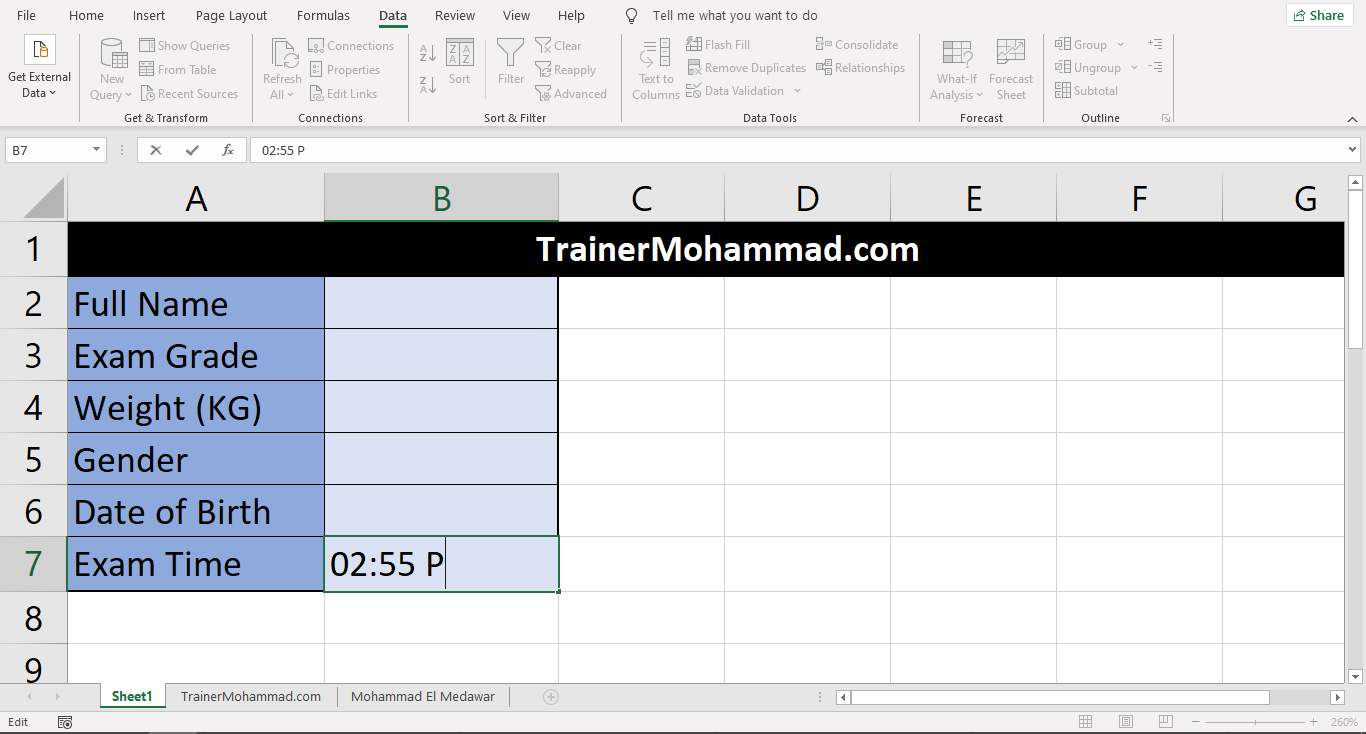 File Home Insert Page Layout Formulas Data Review View Help Tell me what you want to do Share
Get External Data
New Query
Show Queries
From Table
Recent Sources
Get & Transform
Refresh All
Connections
Properties
Edit Links
Connections
Sort
Filter
Clear
Reapply
Advanced
Sort & Filter
Text to Columns
Flash Fill
Remove Duplicates
Data Validation
Consolidate
Relationships
Data Tools
What-If Analysis
Forecast Sheet
Forecast
Group
Ungroup
Subtotal
Outline
B7 fx 02:55 P
A B C D E F G
1 TrainerMohammad.com
2 Full Name
3 Exam Grade
4 Weight (KG)
5 Gender
6 Date of Birth
7 Exam Time 02:55 P
8
9
Sheet1 TrainerMohammad.com Mohammad El Medawar
Edit 260%